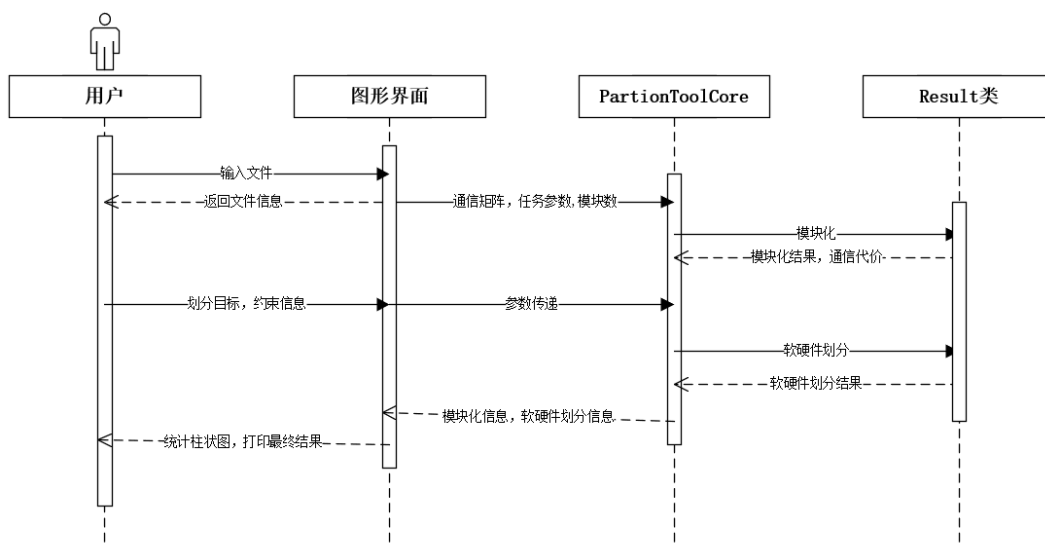 用户
图形界面
PartionToolCore
Result类
输入文件
返回文件信息
通信矩阵，任务参数,模块数
模块化
模块化结果，通信代价
划分目标，约束信息
参数传递
软硬件划分
软硬件划分结果
模块化信息，软硬件划分信息
统计柱状图，打印最终结果